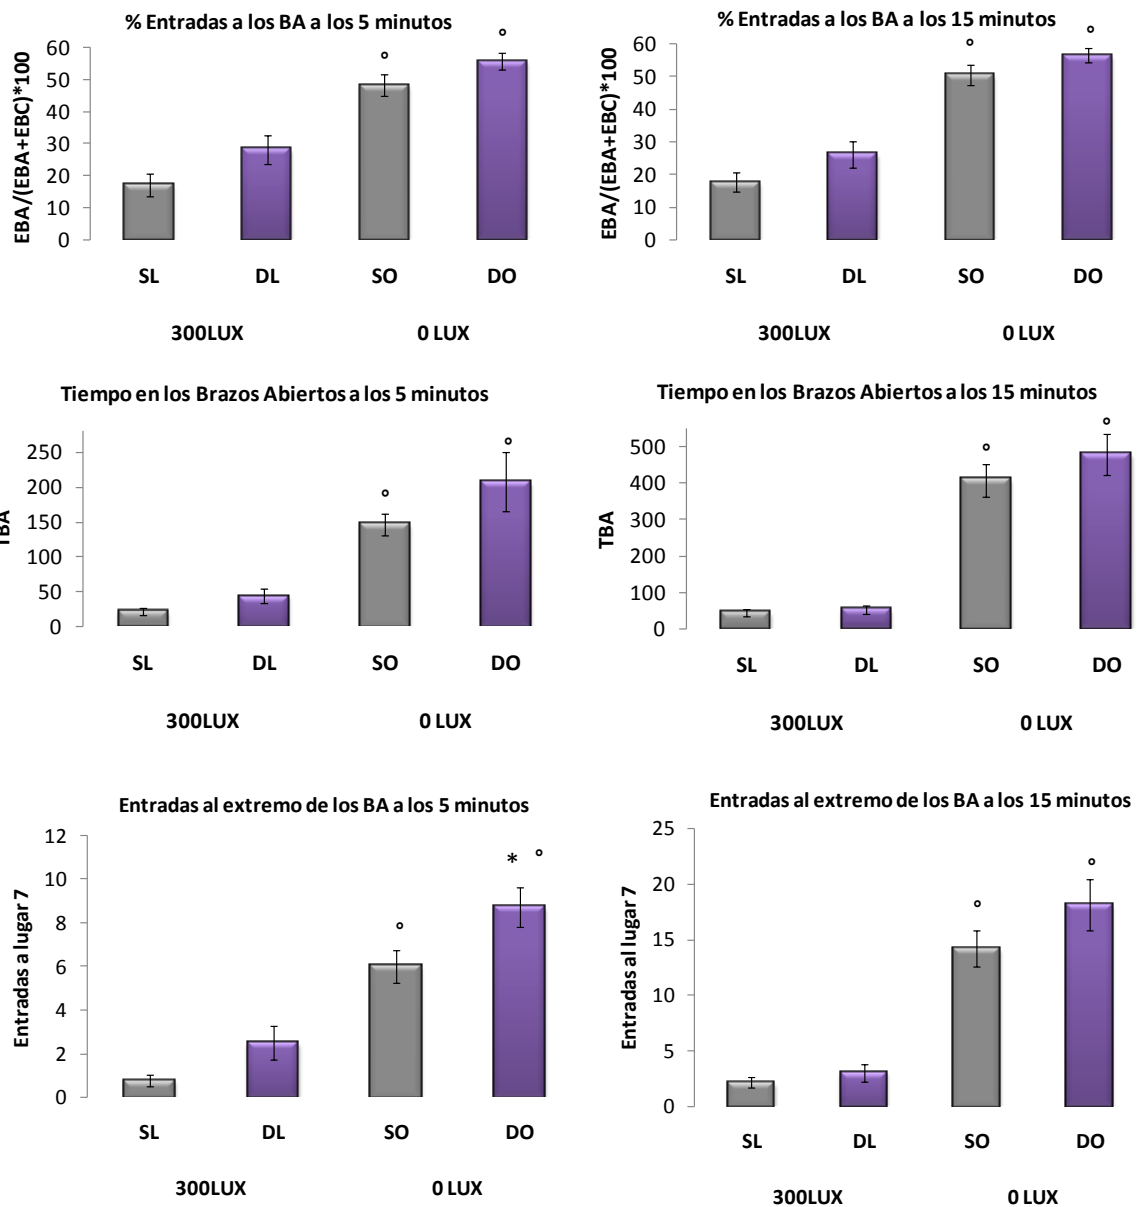 % Entradas a los BA a los 5 minutos
EBA/(EBA+EBC)*100
60
50
40
30
20
10
0
° °
SL DL SO DO
300LUX 0 LUX
% Entradas a los BA a los 15 minutos
EBA/(EBA+EBC)*100
60
50
40
30
20
10
0
° °
SL DL SO DO
300LUX 0 LUX
Tiempo en los Brazos Abiertos a los 5 minutos
TBA
250
200
150
100
50
0
° °
SL DL SO DO
300LUX 0 LUX
Tiempo en los Brazos Abiertos a los 15 minutos
TBA
500
400
300
200
100
0
° °
SL DL SO DO
300LUX 0 LUX
Entradas al extremo de los BA a los 5 minutos
Entradas a lugar 7
12
10
8
6
4
2
0
° * °
SL DL SO DO
300LUX 0 LUX
Entradas al extremo de los BA a los 15 minutos
Entradas al lugar 7
25
20
15
10
5
0
° °
SL DL SO DO
300LUX 0 LUX